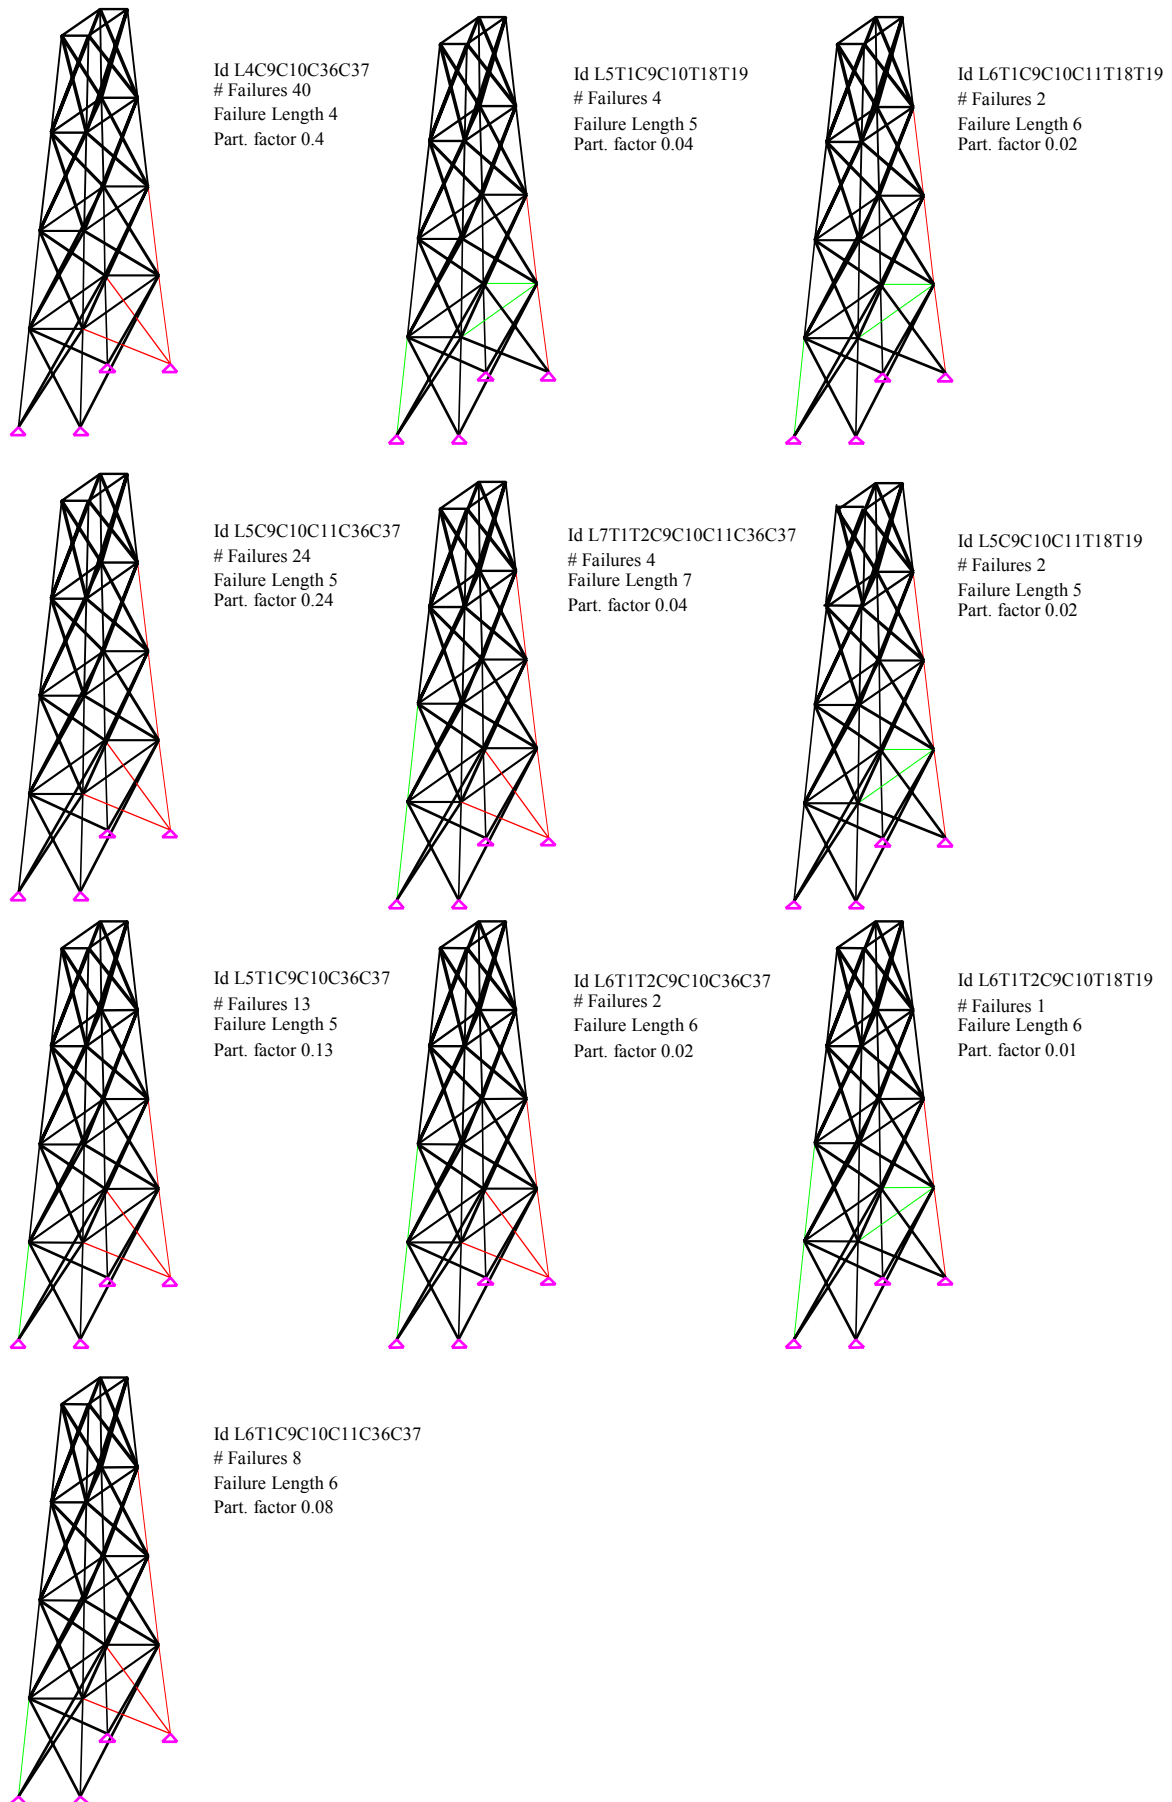 Id L4C9C10C36C37
# Failures 40
Failure Length 4
Part. factor 0.4
Id L5T1C9C10T18T19
# Failures 4
Failure Length 5
Part. factor 0.04
Id L6T1C9C10C11T18T19
# Failures 2
Failure Length 6
Part. factor 0.02
Id L5C9C10C11C36C37
# Failures 24
Failure Length 5
Part. factor 0.24
Id L7T1T2C9C10C11C36C37
# Failures 4
Failure Length 7
Part. factor 0.04
Id L5C9C10C11T18T19
# Failures 2
Failure Length 5
Part. factor 0.02
Id L5T1C9C10C36C37
# Failures 13
Failure Length 5
Part. factor 0.13
Id L6T1T2C9C10C36C37
# Failures 2
Failure Length 6
Part. factor 0.02
Id L6T1T2C9C10T18T19
# Failures 1
Failure Length 6
Part. factor 0.01
Id L6T1C9C10C11C36C37
# Failures 8
Failure Length 6
Part. factor 0.08